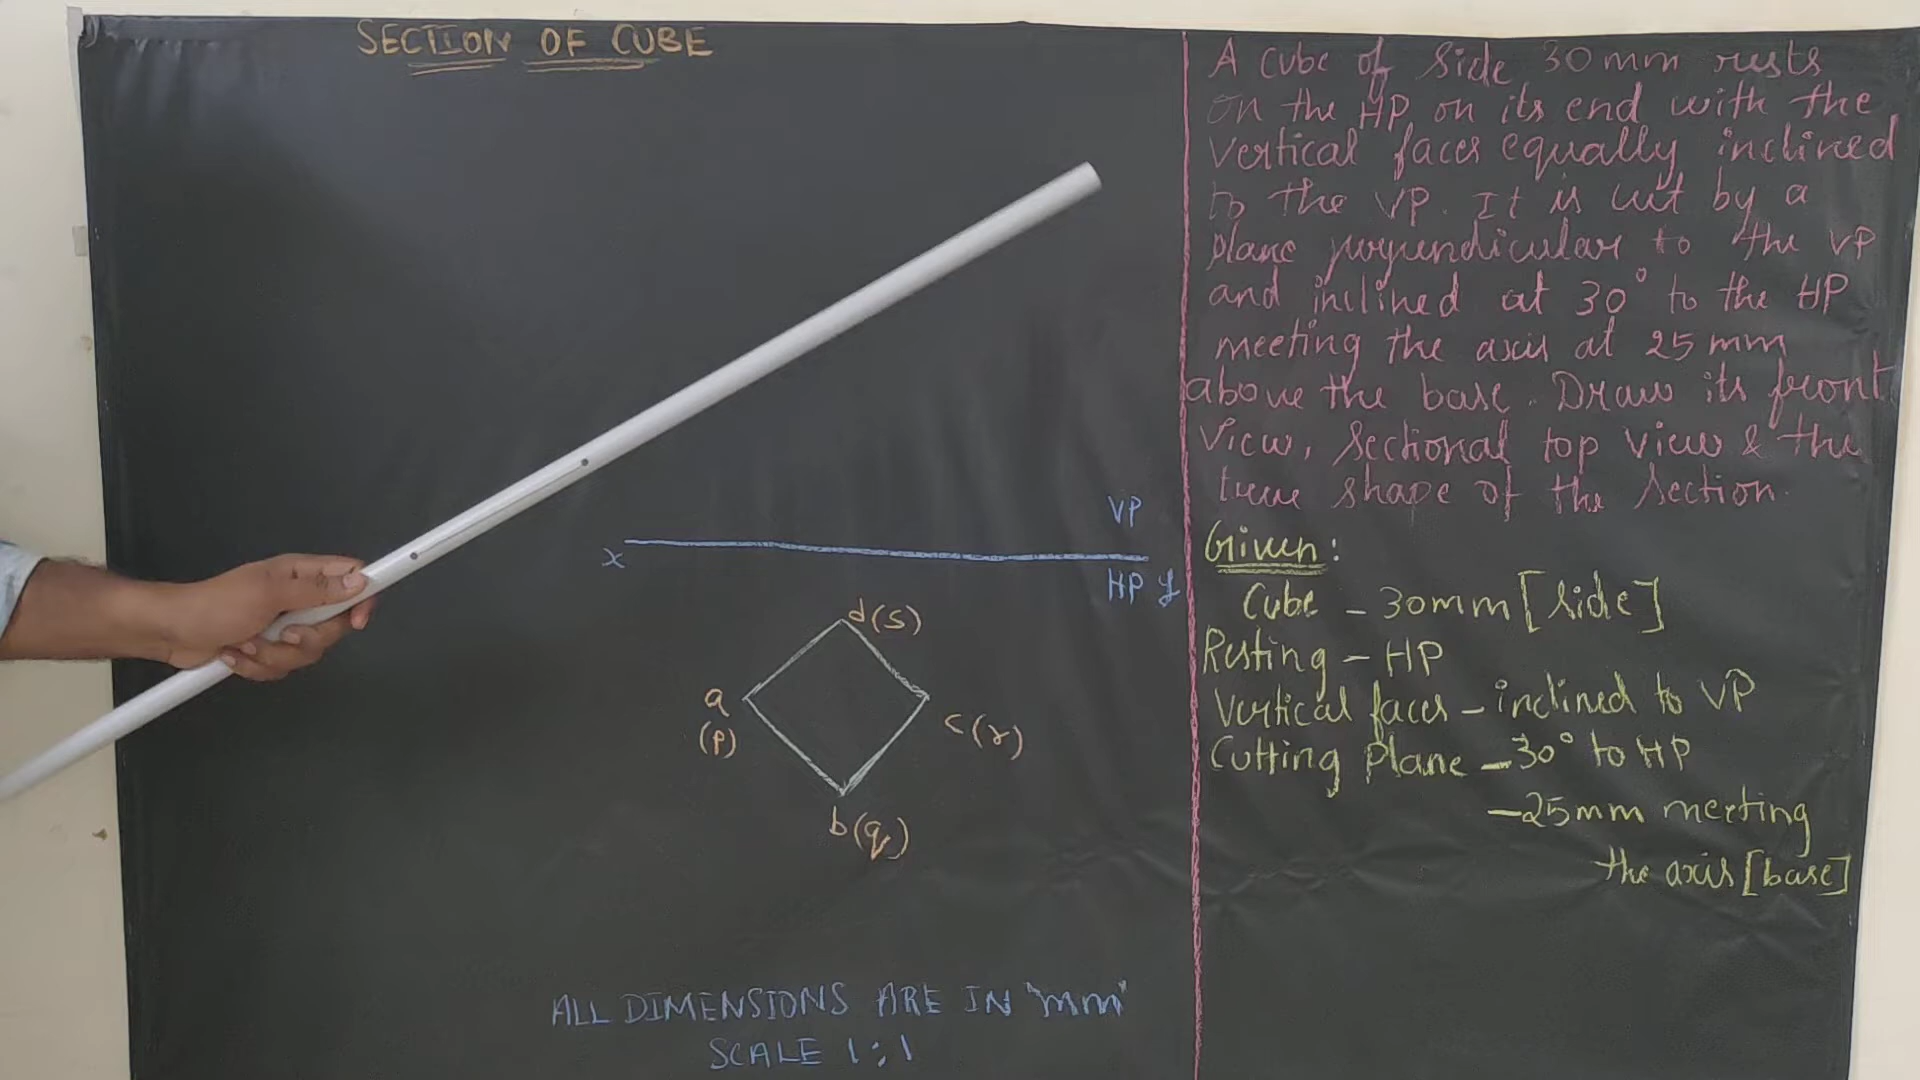 SECTION OF CUBE
A cube of side 30mm rests
on the HP on its end with the
vertical faces equally inclined
to the VP. It is cut by a
plane perpendicular to the VP
and inclined at 30° to the HP
meeting the axis at 25mm
above the base. Draw its front
view, sectional top view & the
true shape of the section.
Given:
Cube - 30mm [side]
Resting - HP
Vertical faces - inclined to VP
Cutting plane - 30° to HP
- 25mm meeting
the axis [base]
VP
x
HP y
d(s)
a
(p)
c(r)
b(q)
ALL DIMENSIONS ARE IN "mm"
SCALE 1:1